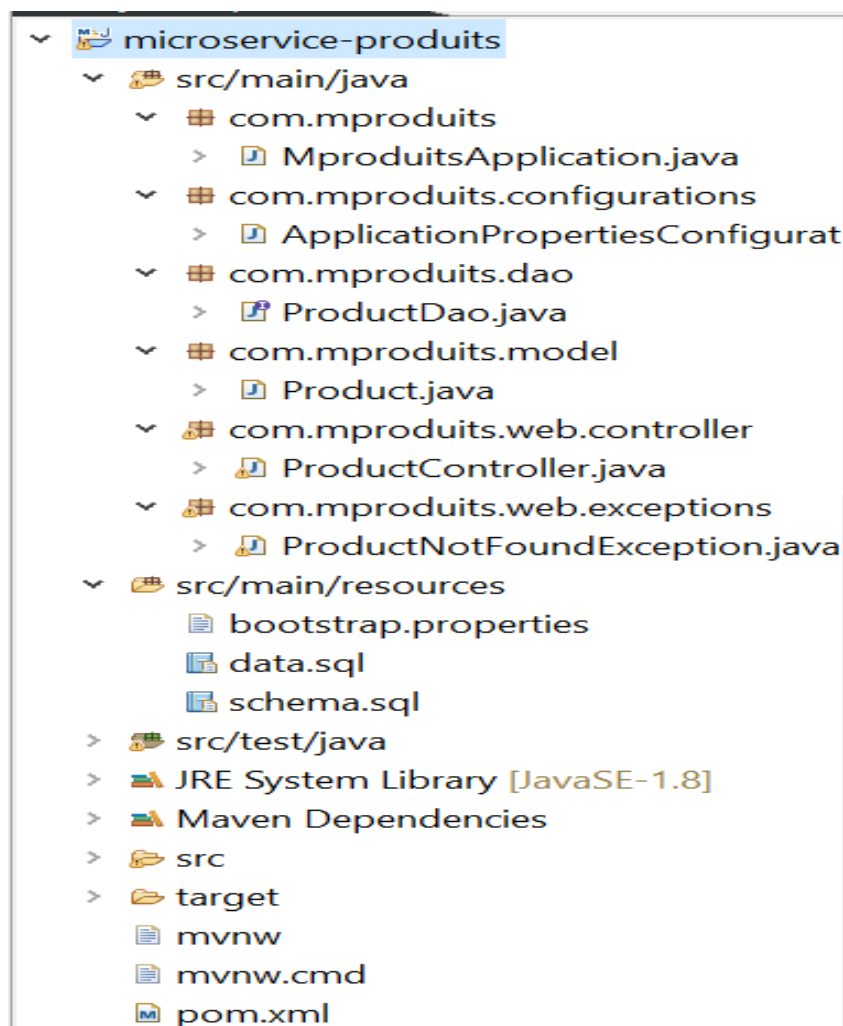 microservice-produits
src/main/java
com.mproduits
MproduitsApplication.java
com.mproduits.configurations
ApplicationPropertiesConfigurat
com.mproduits.dao
ProductDao.java
com.mproduits.model
Product.java
com.mproduits.web.controller
ProductController.java
com.mproduits.web.exceptions
ProductNotFoundException.java
src/main/resources
bootstrap.properties
data.sql
schema.sql
src/test/java
JRE System Library [JavaSE-1.8]
Maven Dependencies
src
target
mvnw
mvnw.cmd
pom.xml